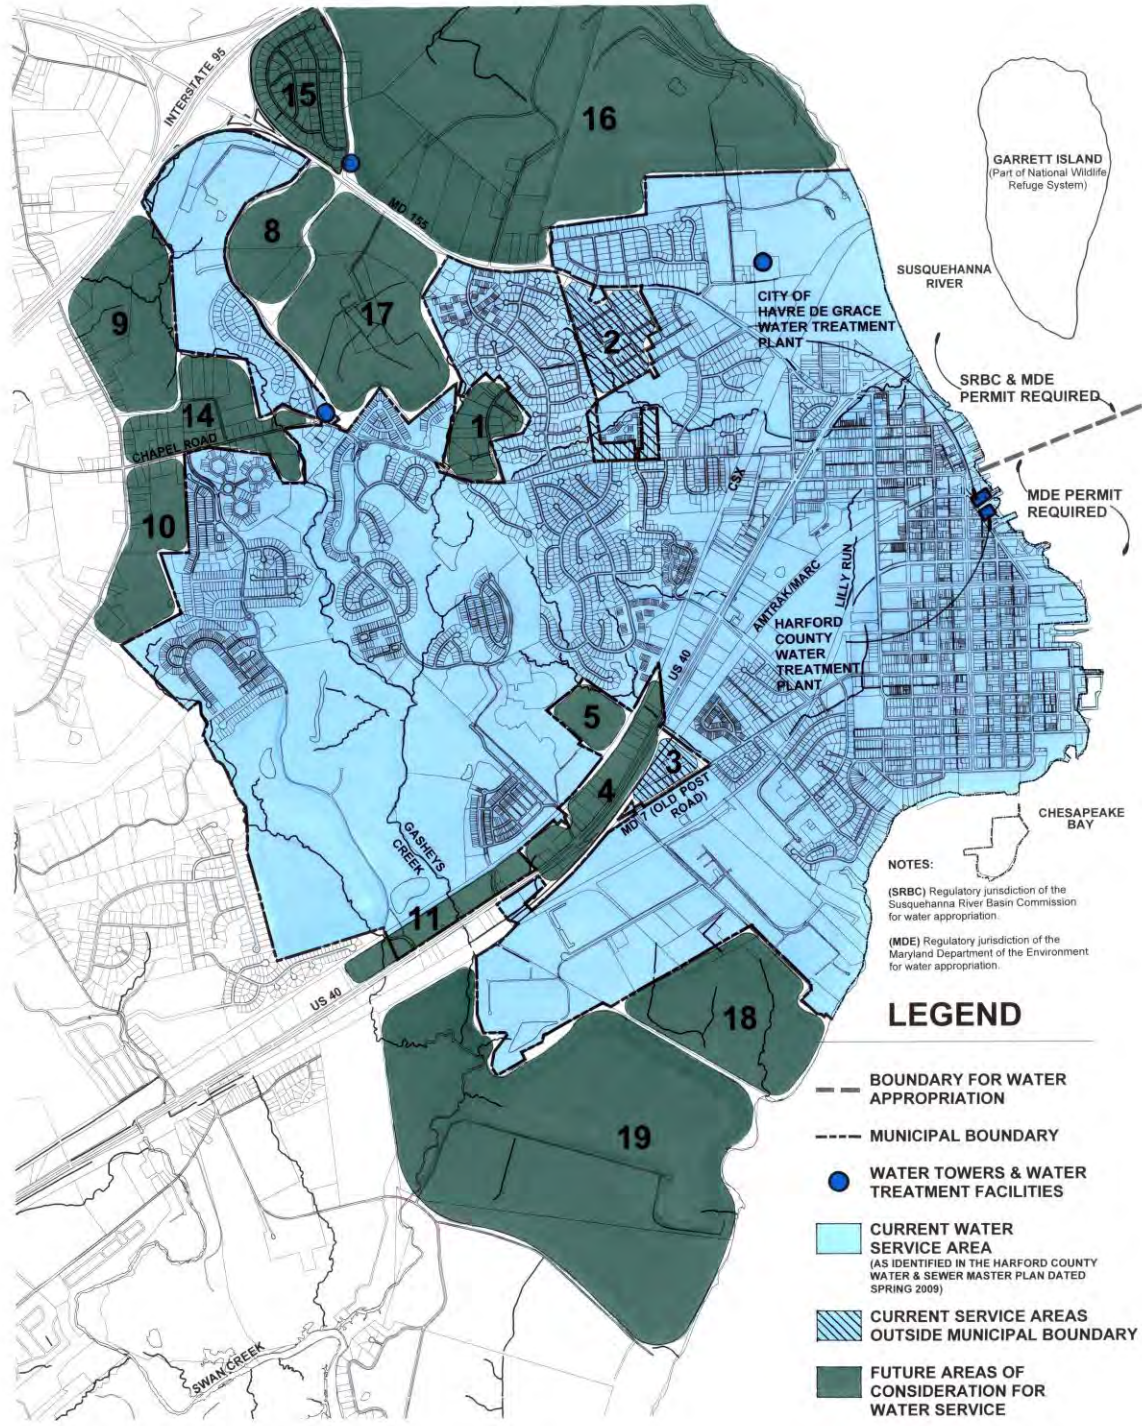 INTERSTATE 95
15
16
GARRETT ISLAND
(Part of National Wildlife
Refuge System)
MD 155
8
SUSQUEHANNA
RIVER
17
9
CITY OF
HAVRE DE GRACE
WATER TREATMENT
PLANT
2
SRBC & MDE
PERMIT REQUIRED
14
1
CHAPEL ROAD
CSX
MDE PERMIT
REQUIRED
10
AMTRAK/MARC
LILLY RUN
HARFORD
COUNTY
WATER
TREATMENT
PLANT
US 40
5
3
4
MD 7 (OLD POST
ROAD)
GASHEYS
CREEK
CHESAPEAKE
BAY
NOTES:
(SRBC) Regulatory jurisdiction of the
Susquehanna River Basin Commission
for water appropriation.
11
(MDE) Regulatory jurisdiction of the
Maryland Department of the Environment
for water appropriation.
US 40
18
LEGEND
BOUNDARY FOR WATER
APPROPRIATION
19
MUNICIPAL BOUNDARY
WATER TOWERS & WATER
TREATMENT FACILITIES
CURRENT WATER
SERVICE AREA
(AS IDENTIFIED IN THE HARFORD COUNTY
WATER & SEWER MASTER PLAN DATED
SPRING 2009)
CURRENT SERVICE AREAS
OUTSIDE MUNICIPAL BOUNDARY
SWAN CREEK
FUTURE AREAS OF
CONSIDERATION FOR
WATER SERVICE